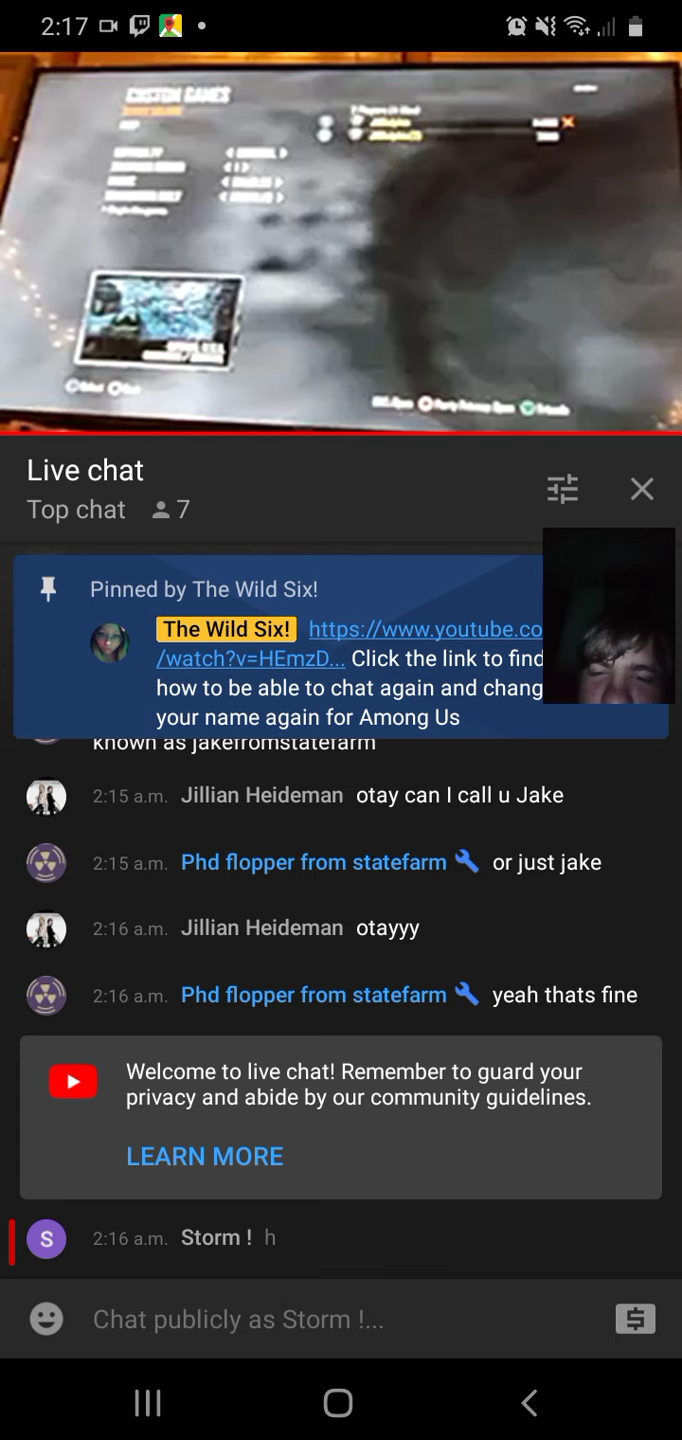 2:17
CUSTOM GAMES
Live chat
Top chat 7
Pinned by The Wild Six!
The Wild Six! https://www.youtube.co
/watch?v=HEmzD... Click the link to find
how to be able to chat again and chang
your name again for Among Us
known as jakefromstatefarm
2:15 a.m. Jillian Heideman otay can I call u Jake
2:15 a.m. Phd flopper from statefarm or just jake
2:16 a.m. Jillian Heideman otayyy
2:16 a.m. Phd flopper from statefarm yeah thats fine
Welcome to live chat! Remember to guard your
privacy and abide by our community guidelines.
LEARN MORE
S 2:16 a.m. Storm ! h
Chat publicly as Storm !...